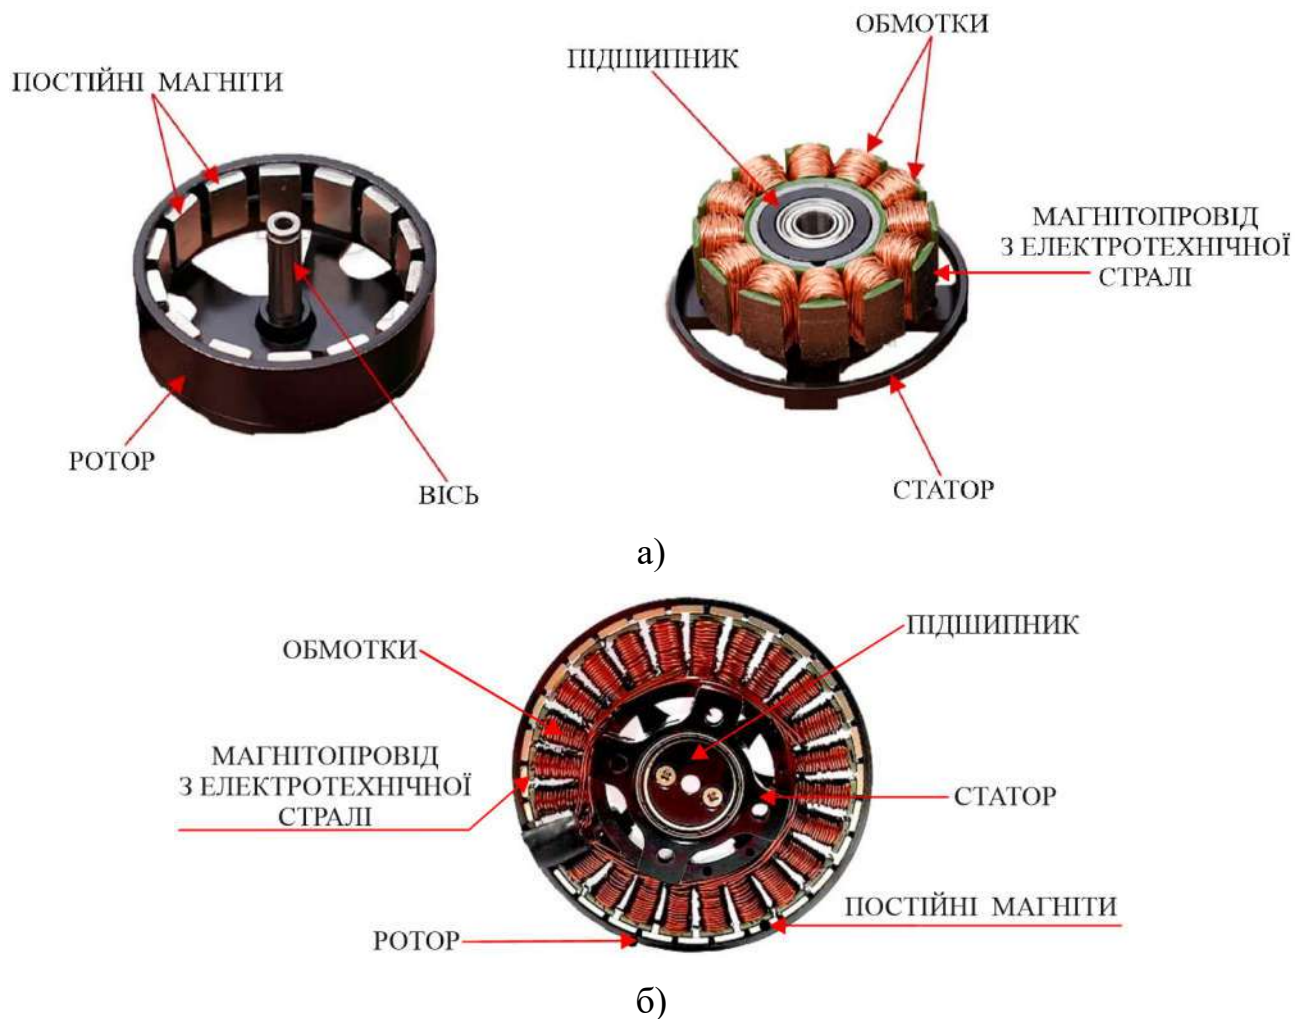 ОБМОТКИ
ПІДШИПНИК
ПОСТІЙНІ МАГНІТИ
МАГНІТОПРОВІД
З ЕЛЕКТРОТЕХНІЧНОЇ
СТРАЛІ
РОТОР
ВІСЬ
СТАТОР
а)
ПІДШИПНИК
ОБМОТКИ
МАГНІТОПРОВІД
З ЕЛЕКТРОТЕХНІЧНОЇ
СТРАЛІ
СТАТОР
ПОСТІЙНІ МАГНІТИ
РОТОР
б)